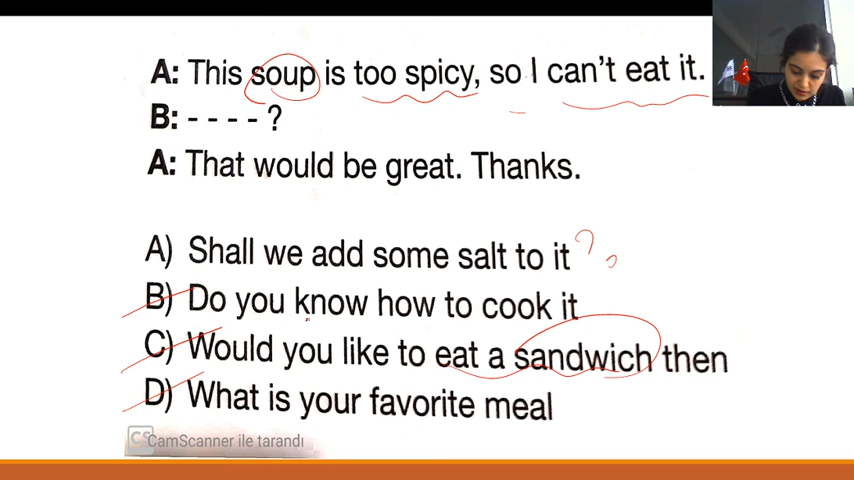 A: This soup is too spicy, so I can't eat it.
B: - - - - ?
A: That would be great. Thanks.
A) Shall we add some salt to it ?
B) Do you know how to cook it
C) Would you like to eat a sandwich then
D) What is your favorite meal
CS CamScanner ile tarandı